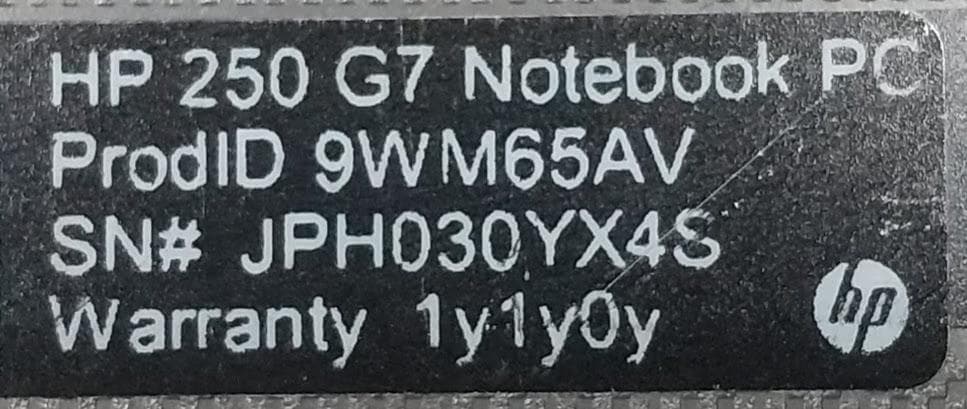 HP 250 G7 Notebook PC
ProdID 9WM65AV
SN# JPH030YX4S
Warranty 1y1y0y
hp